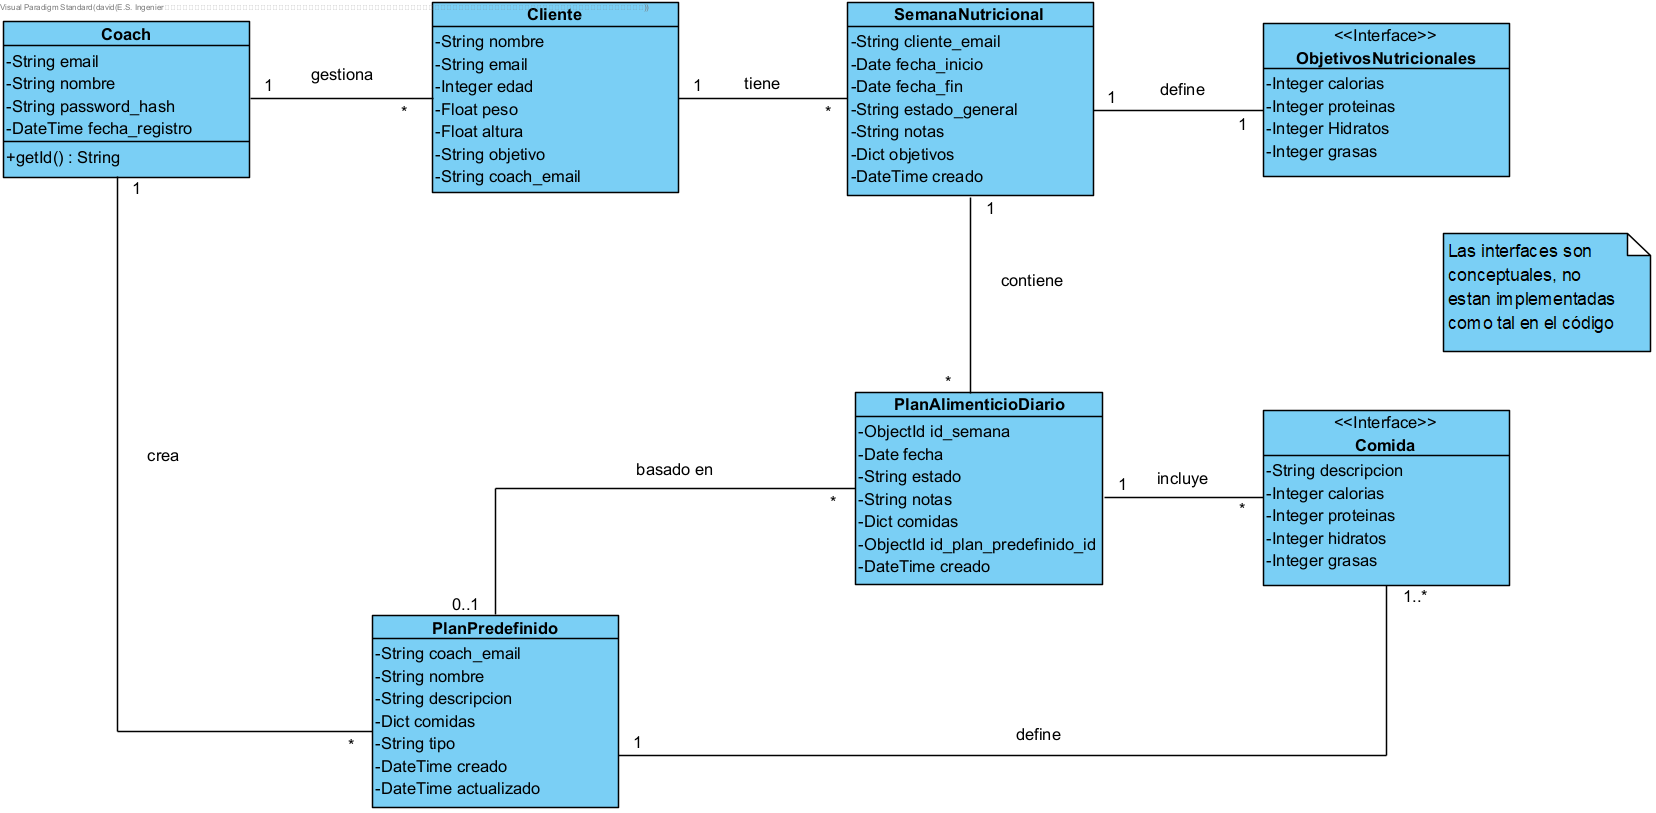 Visual Paradigm Standard(david(E.S. Ingenier
Coach
-String email
-String nombre
-String password_hash
-DateTime fecha_registro
+getId() : String
1
gestiona
*
Cliente
-String nombre
-String email
-Integer edad
-Float peso
-Float altura
-String objetivo
-String coach_email
1
tiene
*
SemanaNutricional
-String cliente_email
-Date fecha_inicio
-Date fecha_fin
-String estado_general
-String notas
-Dict objetivos
-DateTime creado
1
define
1
<<Interface>>
ObjetivosNutricionales
-Integer calorias
-Integer proteinas
-Integer Hidratos
-Integer grasas
1
1
contiene
*
Las interfaces son
conceptuales, no
estan implementadas
como tal en el código
crea
basado en
*
0..1
PlanAlimenticioDiario
-ObjectId id_semana
-Date fecha
-String estado
-String notas
-Dict comidas
-ObjectId id_plan_predefinido_id
-DateTime creado
1
incluye
*
<<Interface>>
Comida
-String descripcion
-Integer calorias
-Integer proteinas
-Integer hidratos
-Integer grasas
1..*
PlanPredefinido
-String coach_email
-String nombre
-String descripcion
-Dict comidas
-String tipo
-DateTime creado
-DateTime actualizado
*
1
define